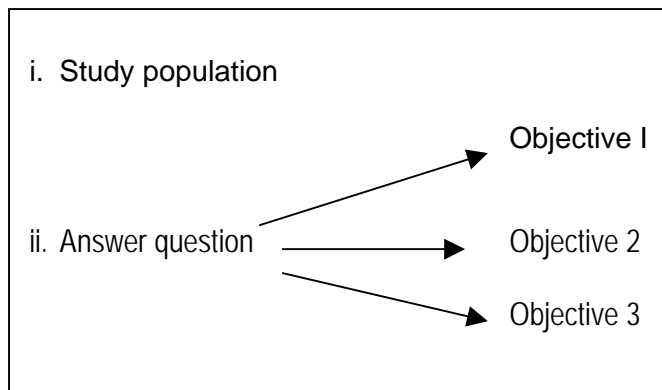 i. Study population
Objective I
ii. Answer question
Objective 2
Objective 3